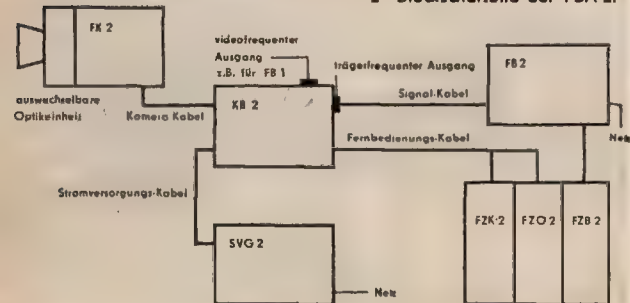 FK 2
auswechselbare
Optikeinheit
Kamera Kabel
videofrequenter
Ausgang
z.B. für FB 1
trägerfrequenter Ausgang
KB 2
Signal-Kabel
FB 2
Netz
Fernbedienungs-Kabel
Stromversorgungs-Kabel
SVG 2
Netz
FZK 2
FZO 2
FZB 2